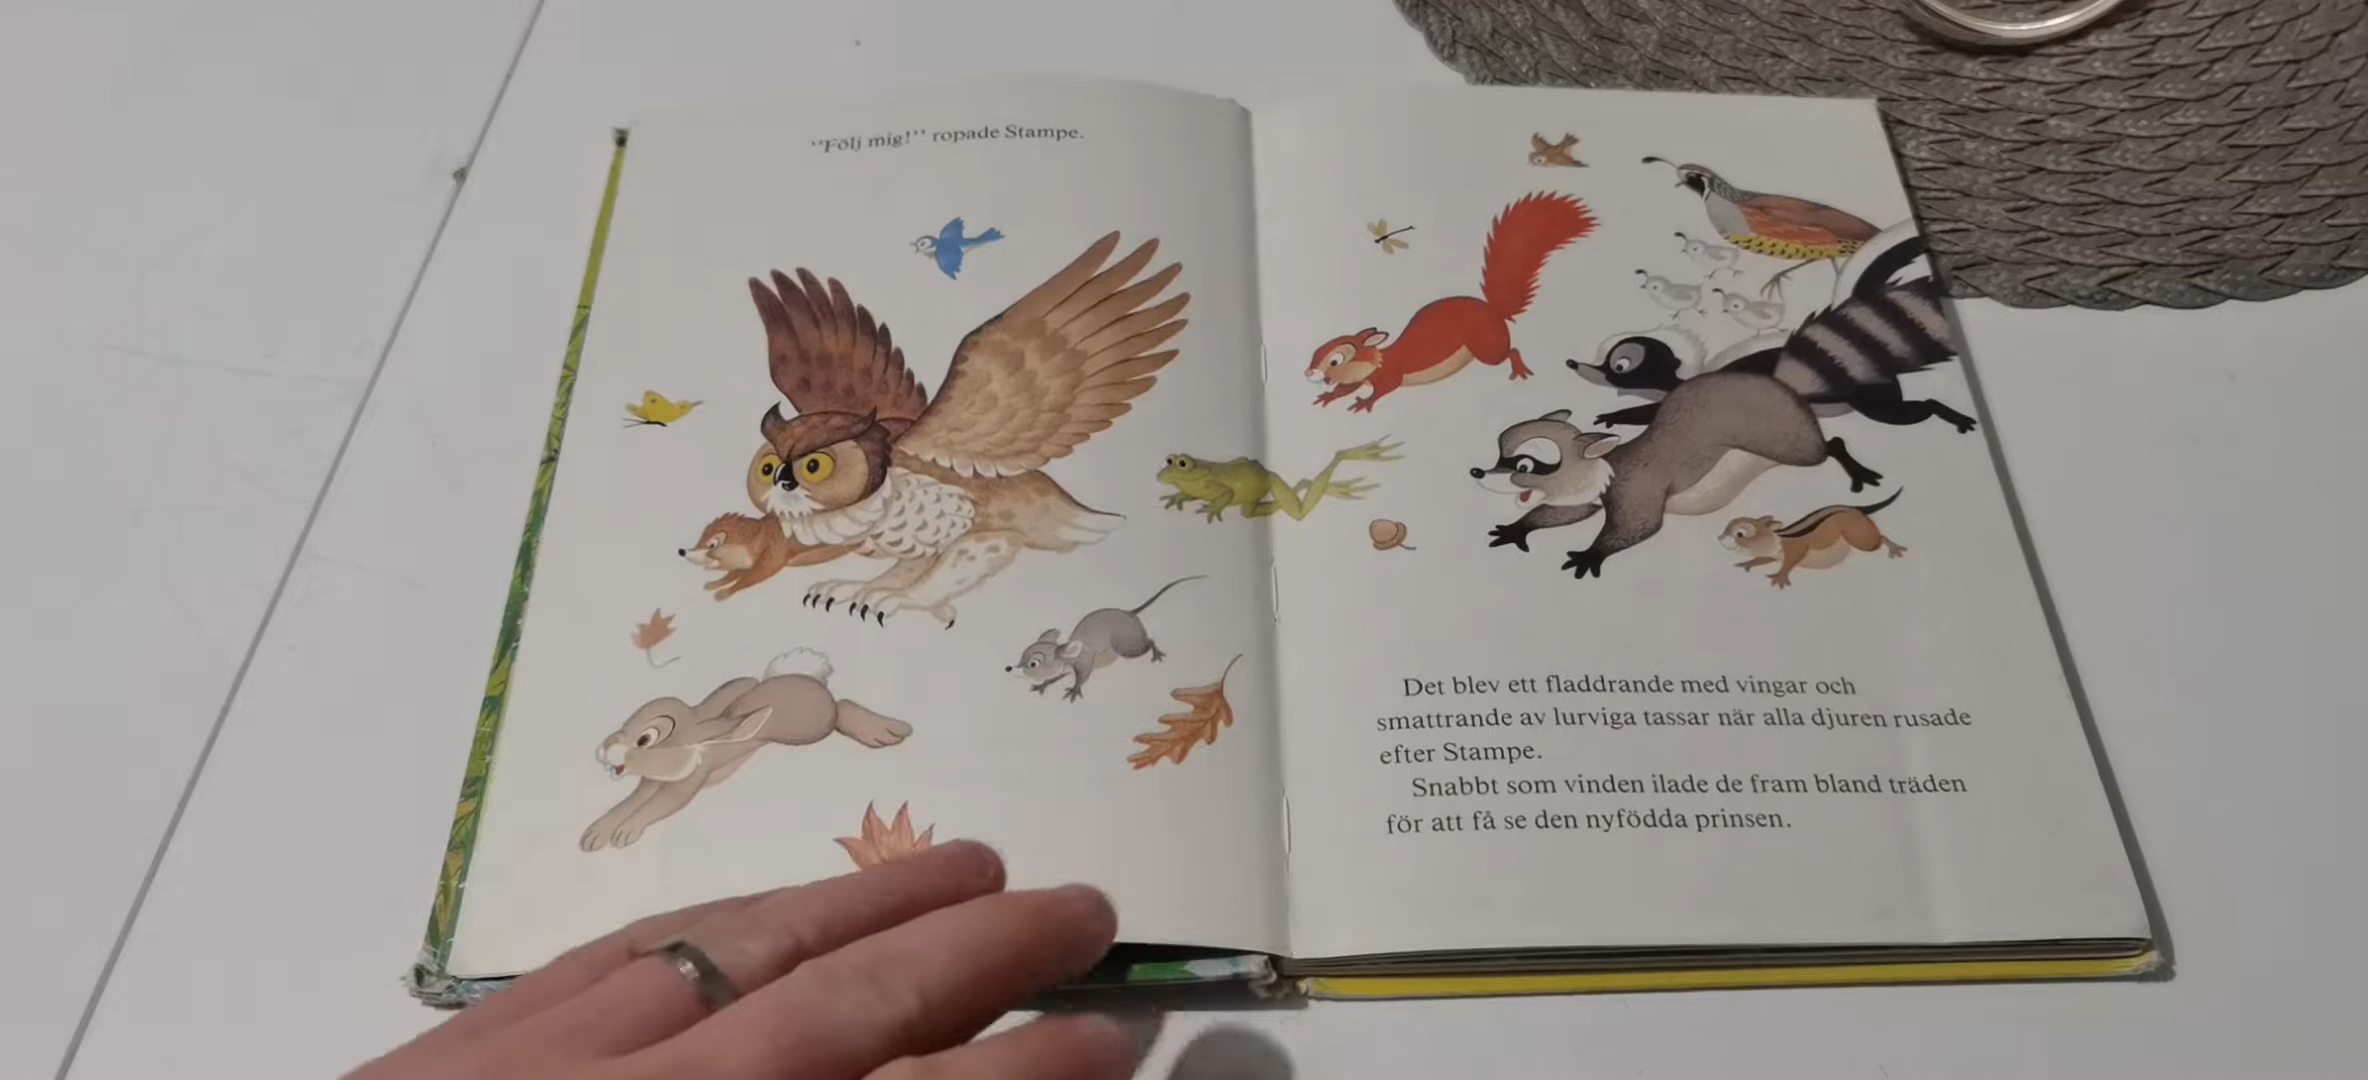 ''Följ mig!'' ropade Stampe.
Det blev ett fladdrande med vingar och
smattrande av lurviga tassar när alla djuren rusade
efter Stampe.
Snabbt som vinden ilade de fram bland träden
för att få se den nyfödda prinsen.